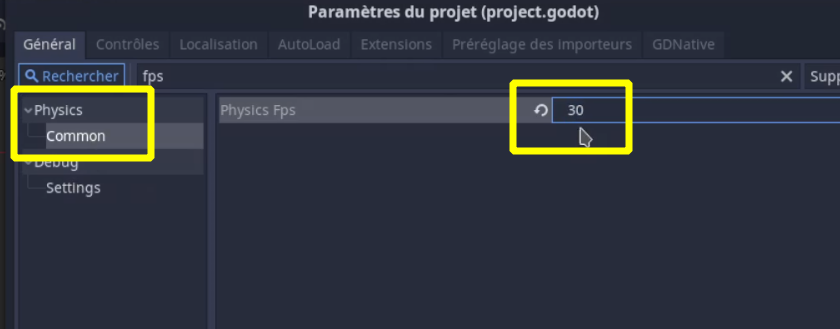 Paramètres du projet (project.godot)
Général Contrôles Localisation AutoLoad Extensions Préréglage des importeurs GDNative
Rechercher fps Supp
Physics Physics Fps 30
Common
Debug
Settings